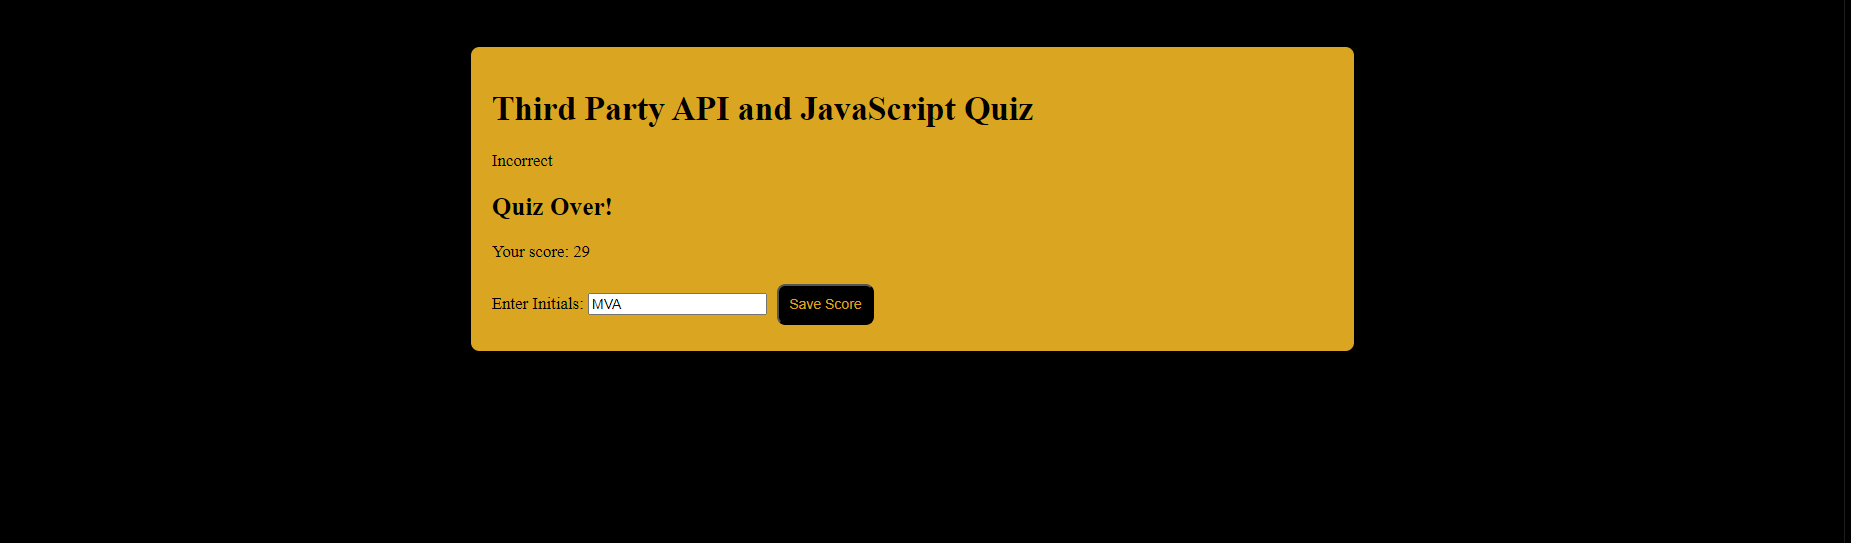 Third Party API and JavaScript Quiz
Incorrect
Quiz Over!
Your score: 29
Enter Initials: MVA Save Score